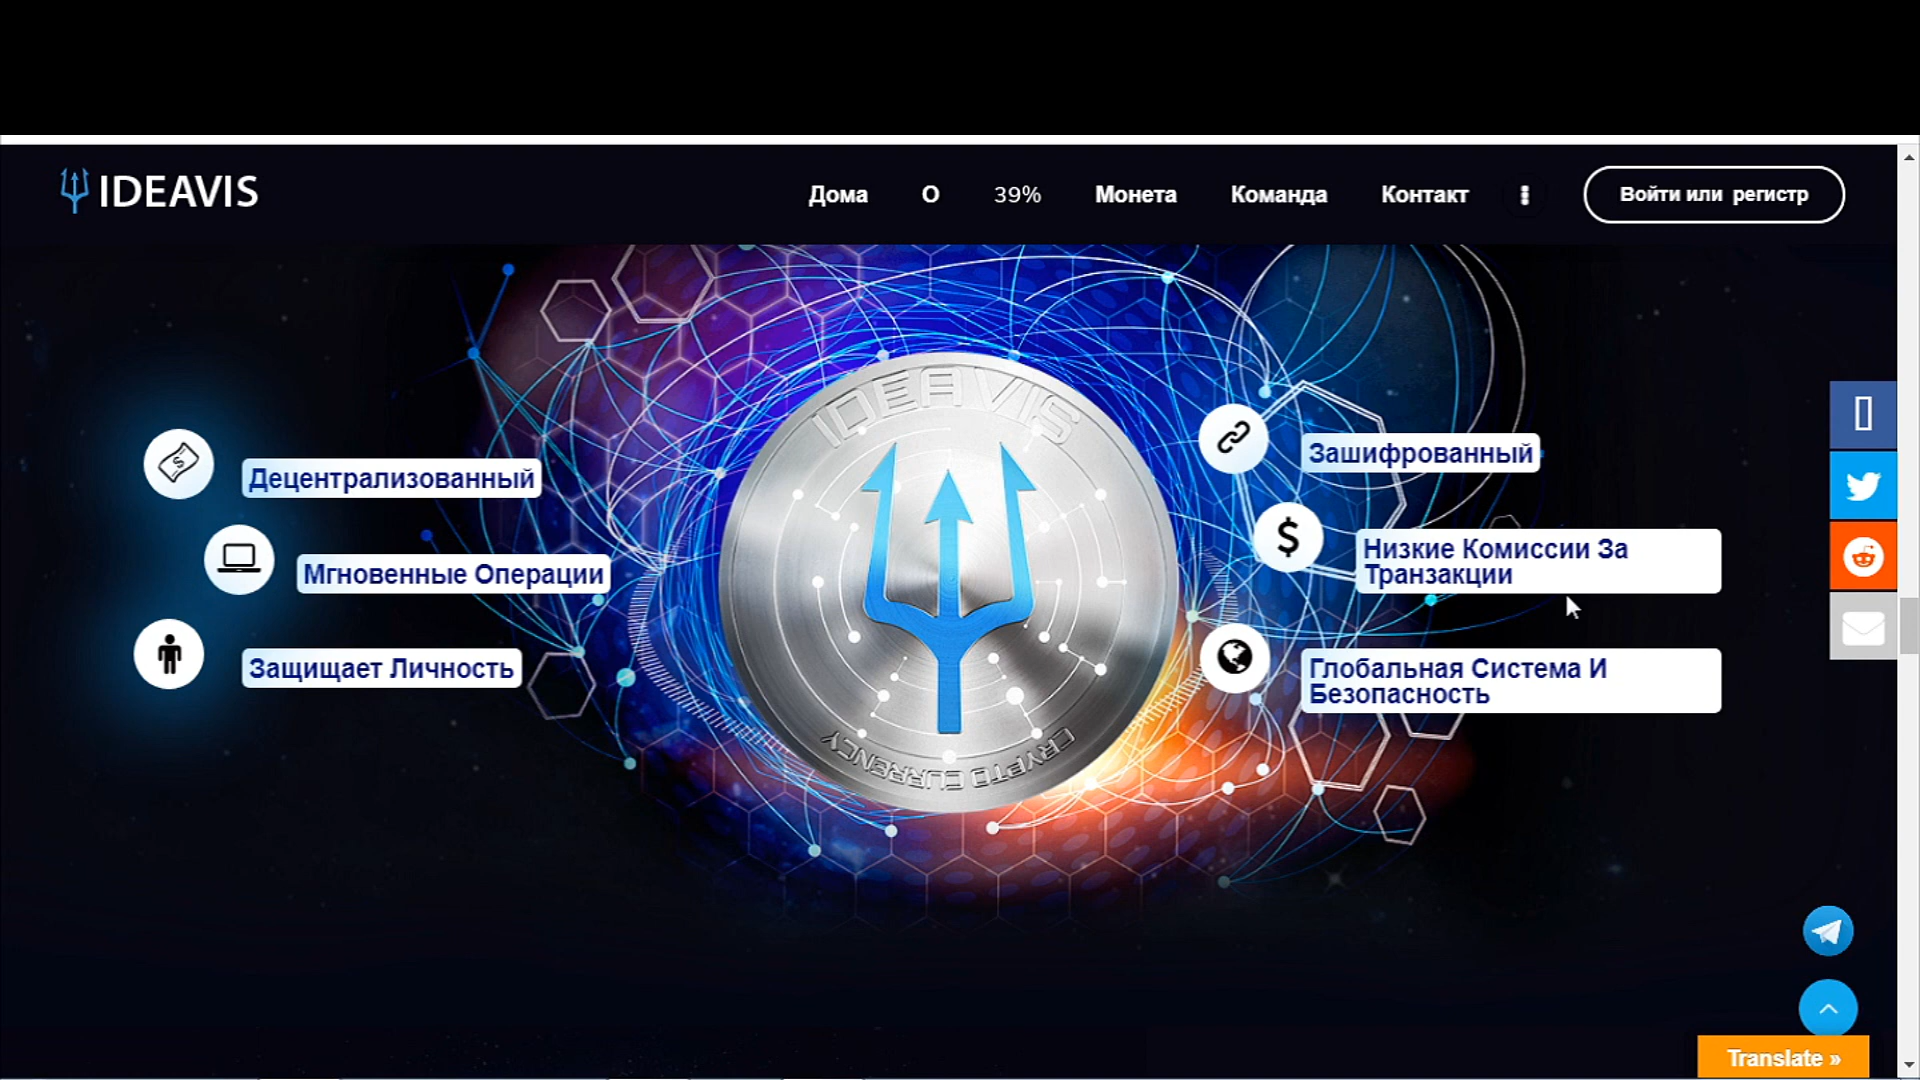 IDEAVIS
Дома О 39% Монета Команда Контакт Войти или регистр
IDEAVIS
Децентрализованный
Мгновенные Операции
Защищает Личность
Зашифрованный
Низкие Комиссии За
Транзакции
Глобальная Система И
Безопасность
CRYPTO CURRENCY
Translate »